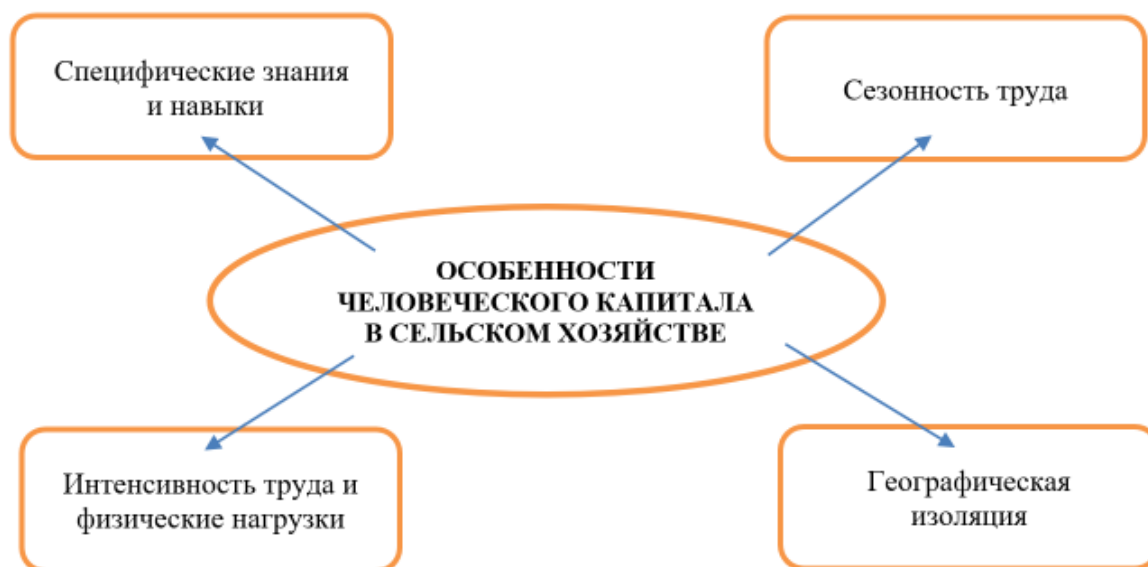 Специфические знания
и навыки
Сезонность труда
ОСОБЕННОСТИ
ЧЕЛОВЕЧЕСКОГО КАПИТАЛА
В СЕЛЬСКОМ ХОЗЯЙСТВЕ
Интенсивность труда и
физические нагрузки
Географическая
изоляция